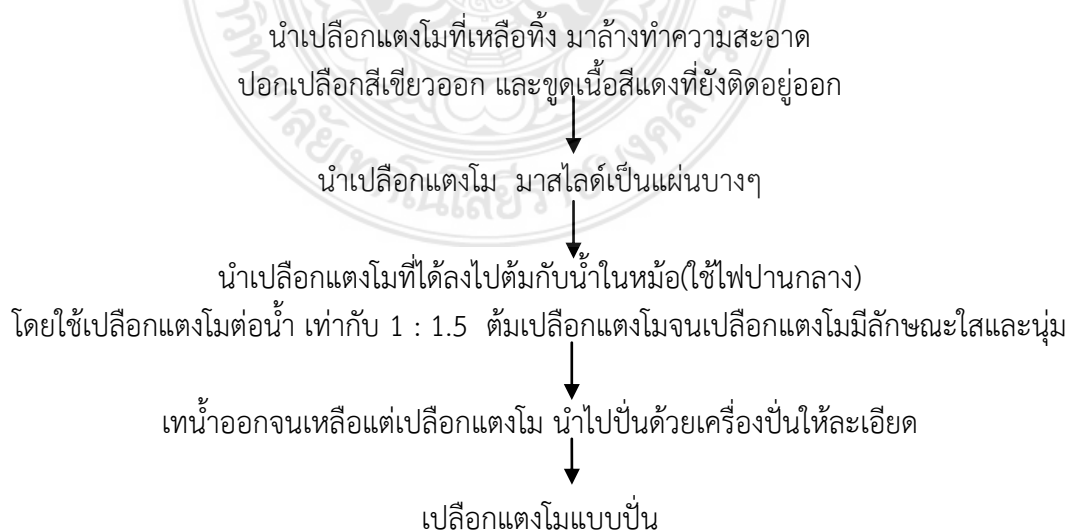 นำเปลือกแตงโมที่เหลือทิ้ง มาล้างทำความสะอาด
ปอกเปลือกสีเขียวออก และขูดเนื้อสีแดงที่ยังติดอยู่ออก
นำเปลือกแตงโม มาสไลด์เป็นแผ่นบางๆ
นำเปลือกแตงโมที่ได้ลงไปต้มกับน้ำในหม้อ(ใช้ไฟปานกลาง)
โดยใช้เปลือกแตงโมต่อน้ำ เท่ากับ 1 : 1.5 ต้มเปลือกแตงโมจนเปลือกแตงโมมีลักษณะใสและนุ่ม
เทน้ำออกจนเหลือแต่เปลือกแตงโม นำไปปั่นด้วยเครื่องปั่นให้ละเอียด
เปลือกแตงโมแบบปั่น